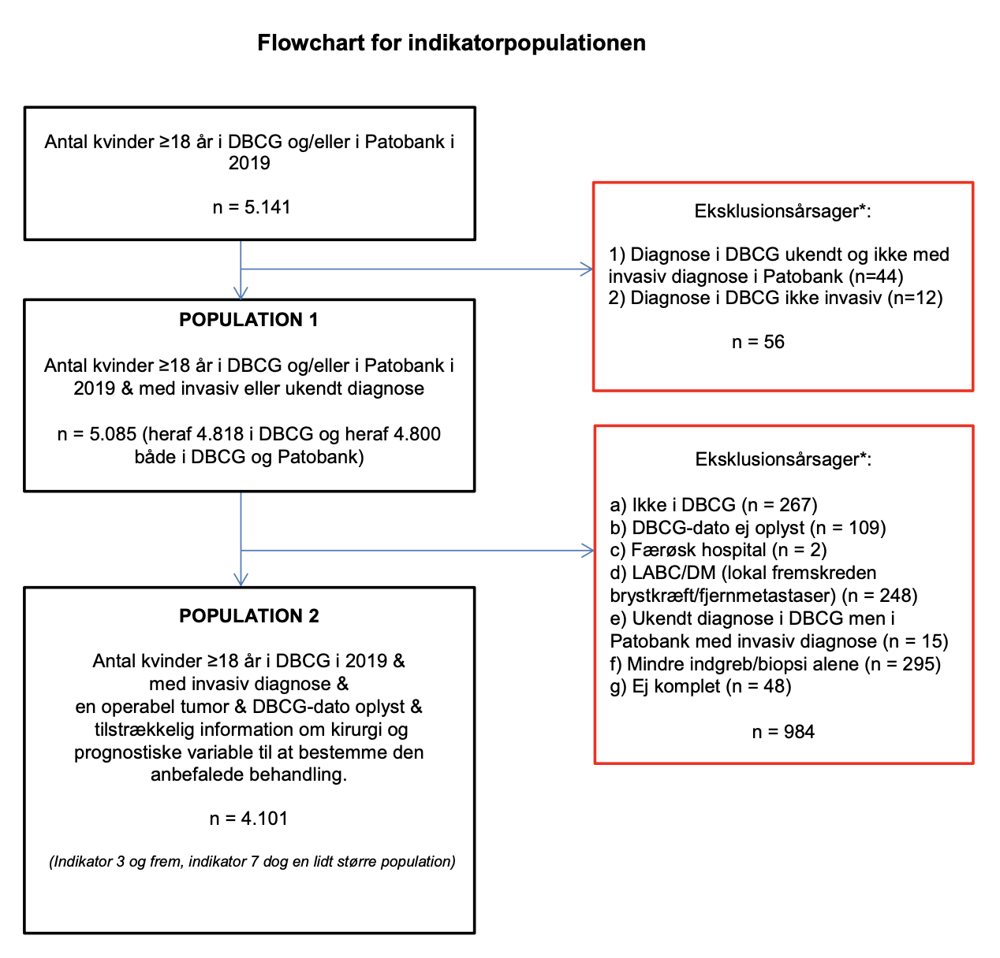 Flowchart for indikatorpopulationen
Antal kvinder ≥18 år i DBCG og/eller i Patobank i
2019
n = 5.141
Eksklusionsårsager*:
1) Diagnose i DBCG ukendt og ikke med
invasiv diagnose i Patobank (n=44)
2) Diagnose i DBCG ikke invasiv (n=12)
n = 56
POPULATION 1
Antal kvinder ≥18 år i DBCG og/eller i Patobank i
2019 & med invasiv eller ukendt diagnose
n = 5.085 (heraf 4.818 i DBCG og heraf 4.800
både i DBCG og Patobank)
Eksklusionsårsager*:
a) Ikke i DBCG (n = 267)
b) DBCG-dato ej oplyst (n = 109)
c) Færøsk hospital (n = 2)
d) LABC/DM (lokal fremskreden
brystkræft/fjernmetastaser) (n = 248)
e) Ukendt diagnose i DBCG men i
Patobank med invasiv diagnose (n = 15)
f) Mindre indgreb/biopsi alene (n = 295)
g) Ej komplet (n = 48)
n = 984
POPULATION 2
Antal kvinder ≥18 år i DBCG i 2019 &
med invasiv diagnose &
en operabel tumor & DBCG-dato oplyst &
tilstrækkelig information om kirurgi og
prognostiske variable til at bestemme den
anbefalede behandling.
n = 4.101
(Indikator 3 og frem, indikator 7 dog en lidt større population)